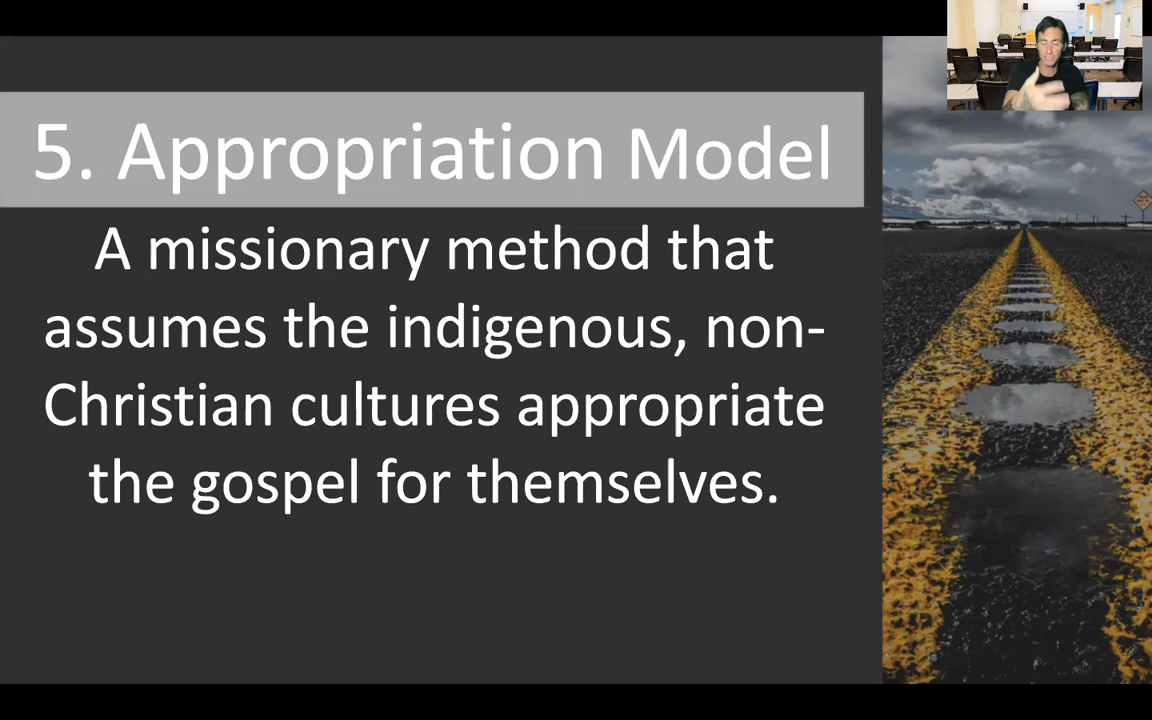 5. Appropriation Model
A missionary method that
assumes the indigenous, non-
Christian cultures appropriate
the gospel for themselves.